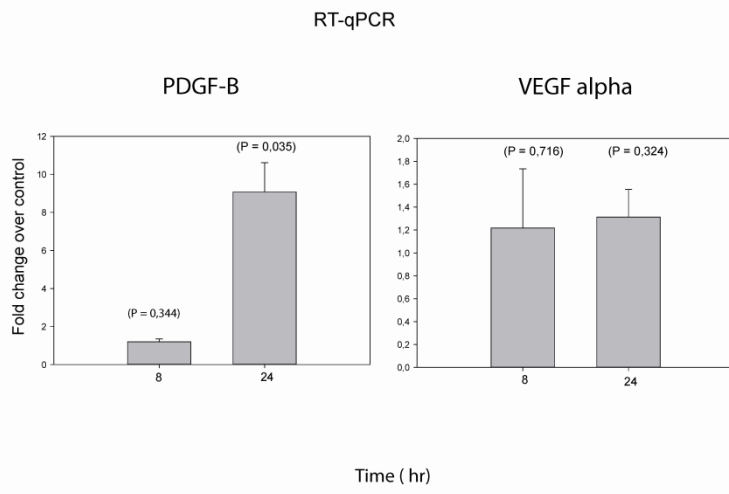 RT-qPCR
PDGF-B
VEGF alpha
Fold change over control
12
10
8
6
4
2
0
(P = 0,344)
(P = 0,035)
8
24
2,0
1,8
1,6
1,4
1,2
1,0
0,8
0,6
0,4
0,2
0,0
(P = 0,716)
(P = 0,324)
8
24
Time ( hr)